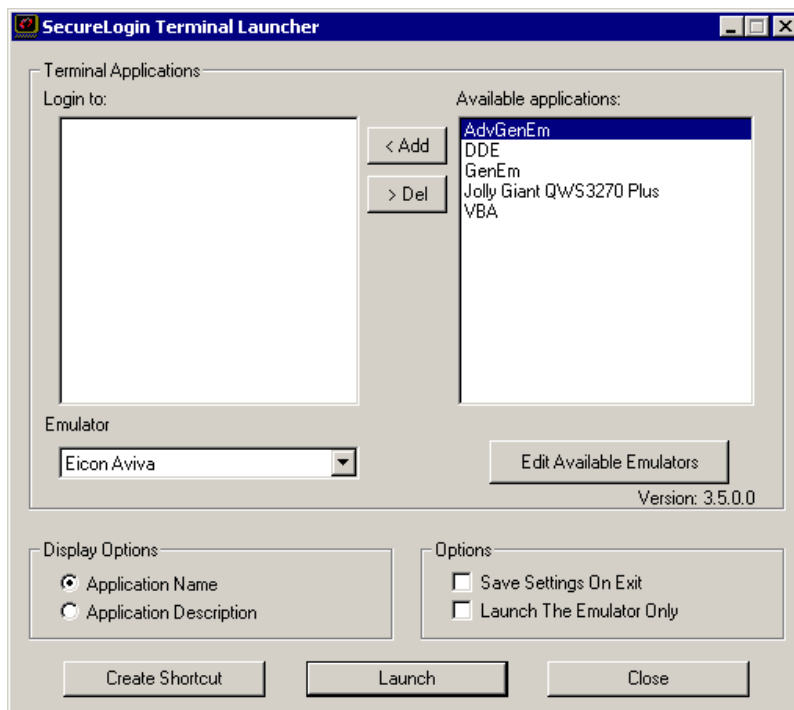 SecureLogin Terminal Launcher
Terminal Applications
Login to:
Available applications:
< Add
> Del
AdvGenEm
DDE
GenEm
Jolly Giant QWS3270 Plus
VBA
Emulator
Eicon Aviva
Edit Available Emulators
Version: 3.5.0.0
Display Options
Application Name
Application Description
Options
Save Settings On Exit
Launch The Emulator Only
Create Shortcut
Launch
Close